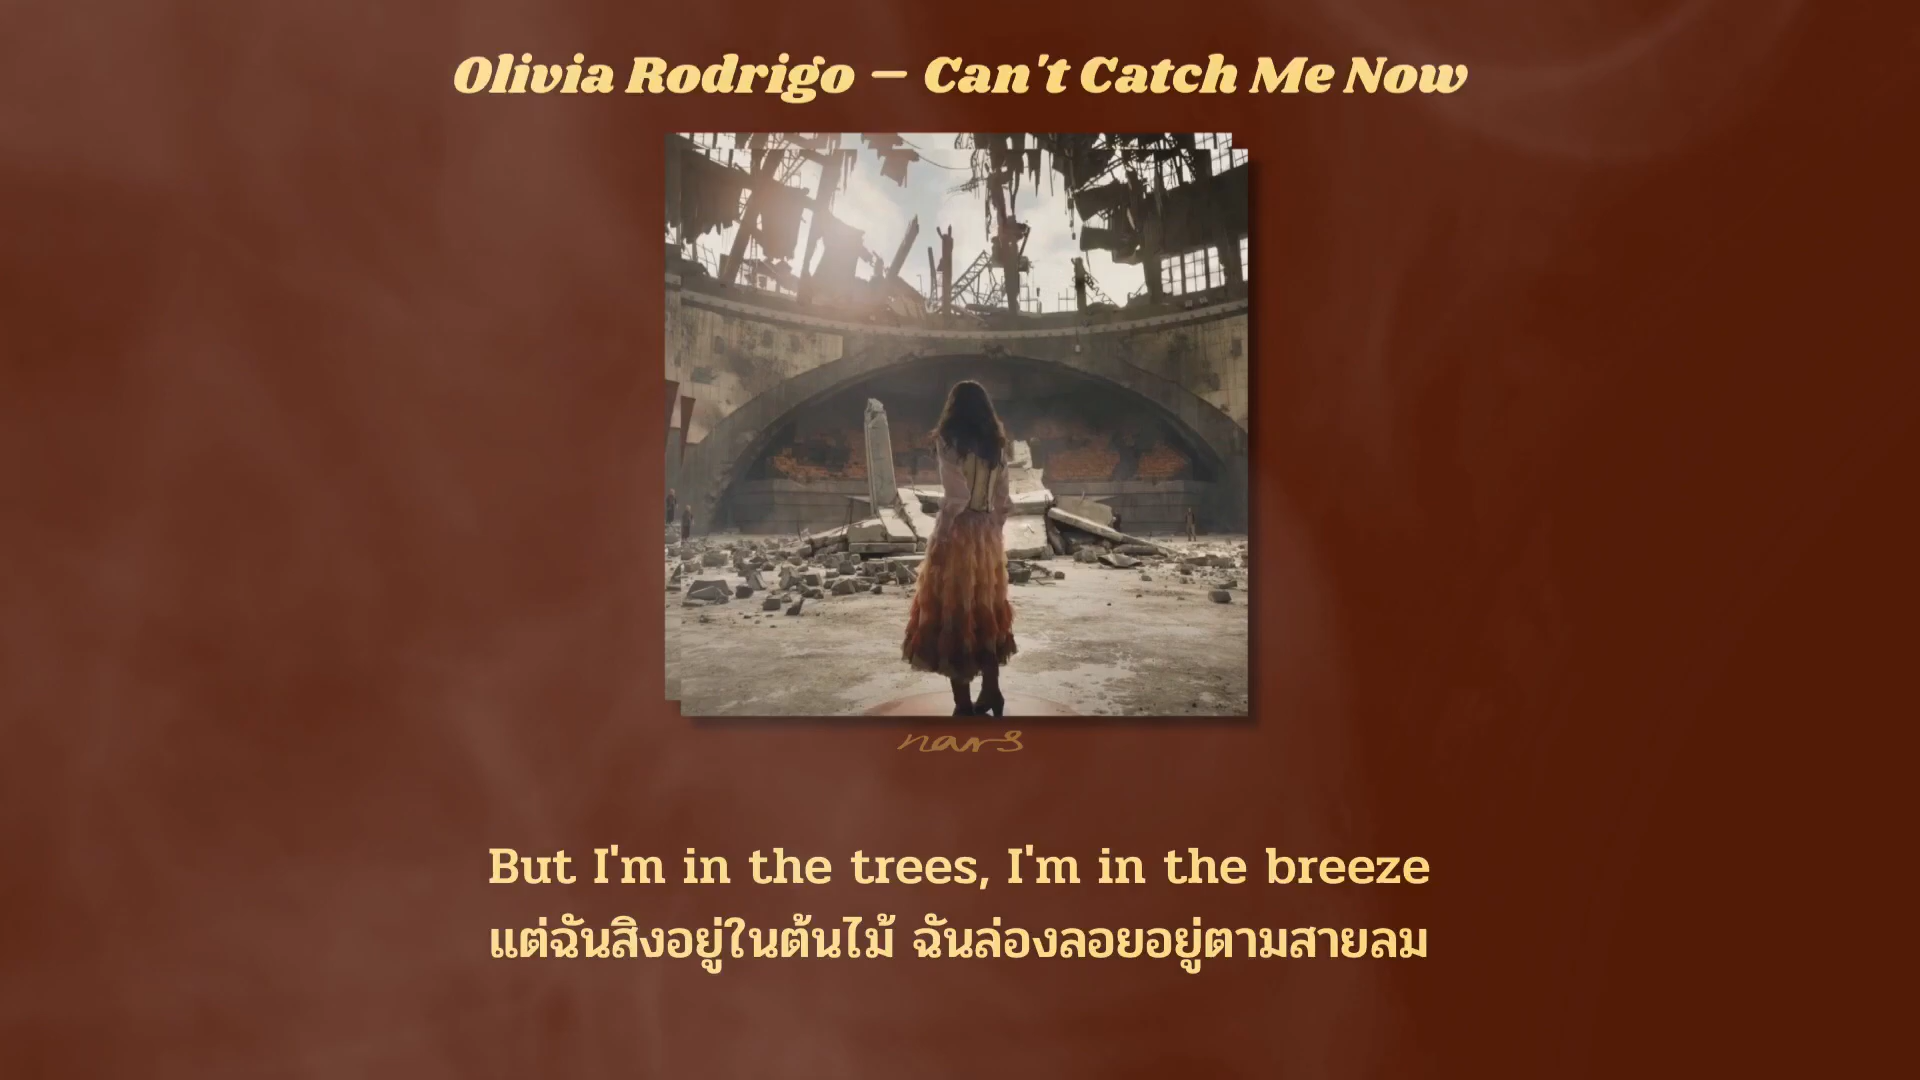 Olivia Rodrigo – Can't Catch Me Now
nars
But I'm in the trees, I'm in the breeze
แต่ฉันสิงอยู่ในต้นไม้ ฉันล่องลอยอยู่ตามสายลม